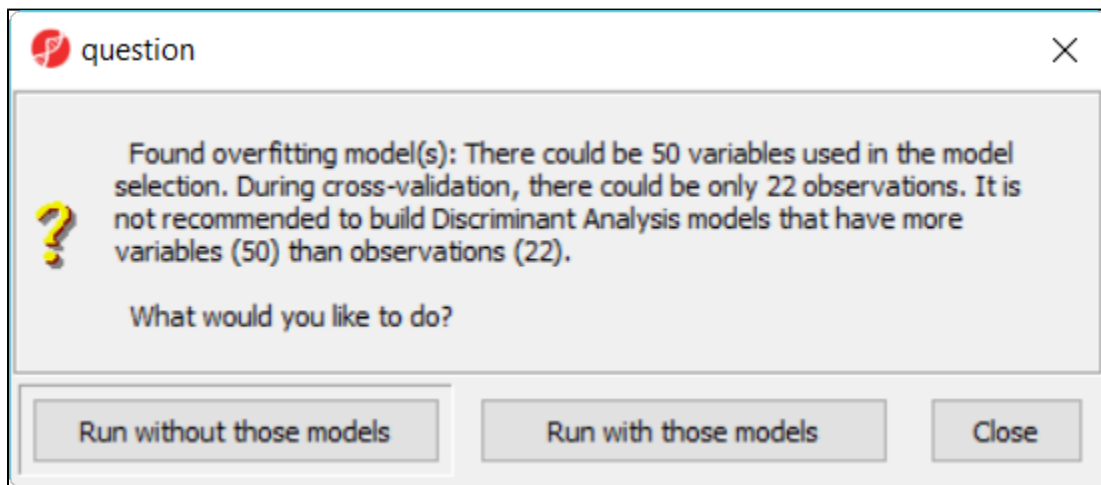 question
Found overfitting model(s): There could be 50 variables used in the model
selection. During cross-validation, there could be only 22 observations. It is
not recommended to build Discriminant Analysis models that have more
variables (50) than observations (22).
What would you like to do?
Run without those models
Run with those models
Close